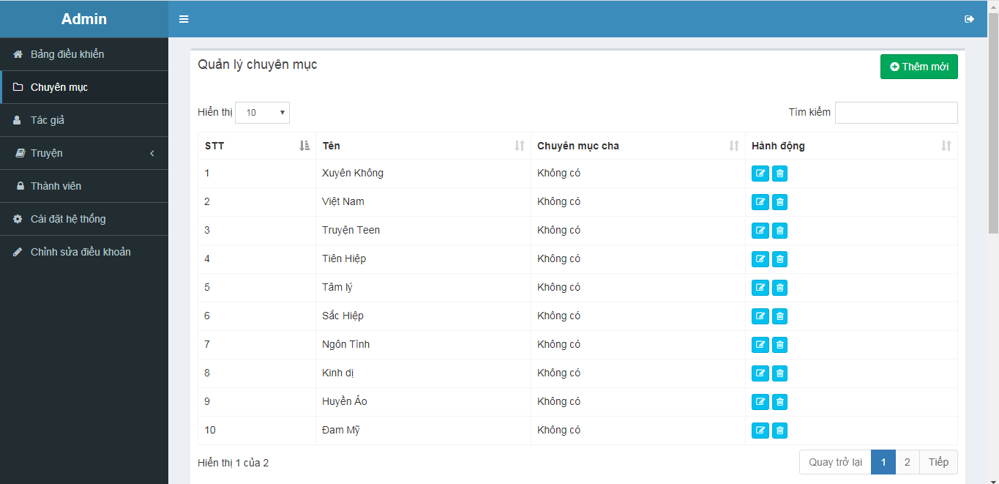 Admin
Bảng điều khiển
Chuyên mục
Tác giả
Truyện
Thành viên
Cài đặt hệ thống
Chỉnh sửa điều khoản
Quản lý chuyên mục
Thêm mới
Hiển thị 10
Tìm kiếm
STT Tên Chuyên mục cha Hành động
1 Xuyên Không Không có
2 Việt Nam Không có
3 Truyện Teen Không có
4 Tiên Hiệp Không có
5 Tâm lý Không có
6 Sắc Hiệp Không có
7 Ngôn Tình Không có
8 Kinh dị Không có
9 Huyền Ảo Không có
10 Đam Mỹ Không có
Hiển thị 1 của 2
Quay trở lại 1 2 Tiếp